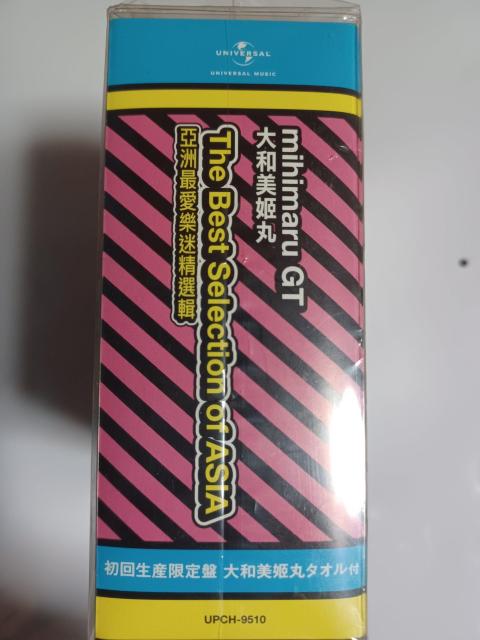 UNIVERSAL
UNIVERSAL MUSIC
mihimaru GT
大和美姫丸
The Best Selection of ASIA
亞洲最愛樂迷精選輯
初回生産限定盤 大和美姫丸タオル付
UPCH-9510